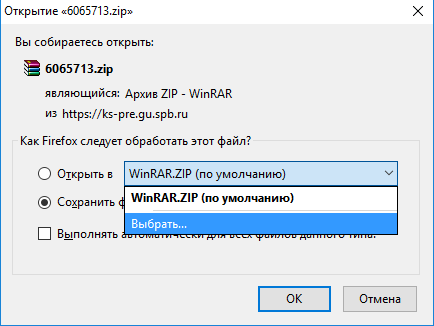 Открытие «6065713.zip»
Вы собираетесь открыть:
6065713.zip
являющийся: Архив ZIP - WinRAR
из https://ks-pre.gu.spb.ru
Как Firefox следует обработать этот файл?
Открыть в WinRAR.ZIP (по умолчанию)
WinRAR.ZIP (по умолчанию)
Сохранить ф
Выбрать...
Выполнять автоматически для всех файлов данного типа.
ОК Отмена